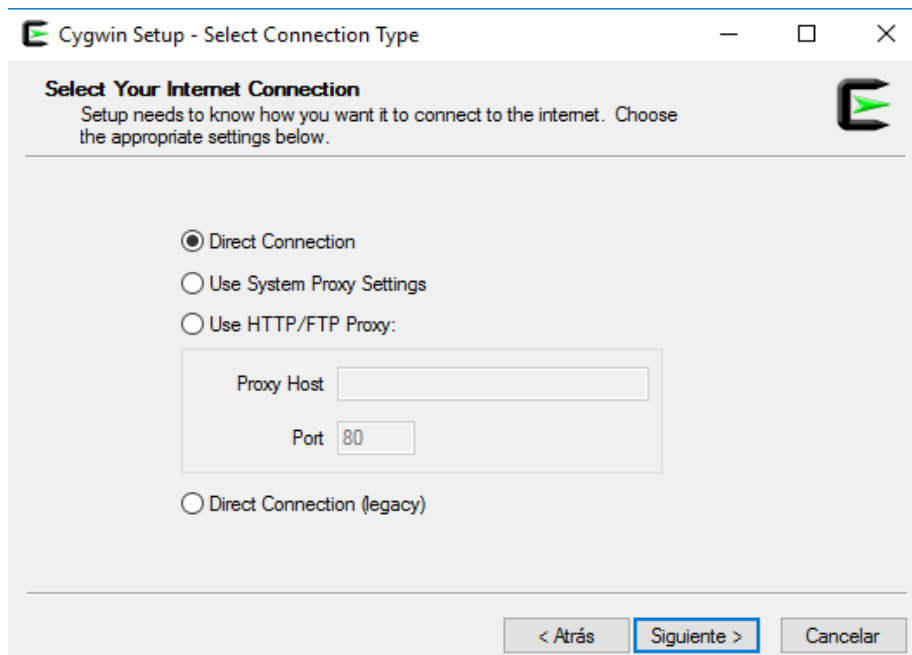 Cygwin Setup - Select Connection Type
Select Your Internet Connection
Setup needs to know how you want it to connect to the internet. Choose
the appropriate settings below.
Direct Connection
Use System Proxy Settings
Use HTTP/FTP Proxy:
Proxy Host
Port 80
Direct Connection (legacy)
< Atrás Siguiente > Cancelar